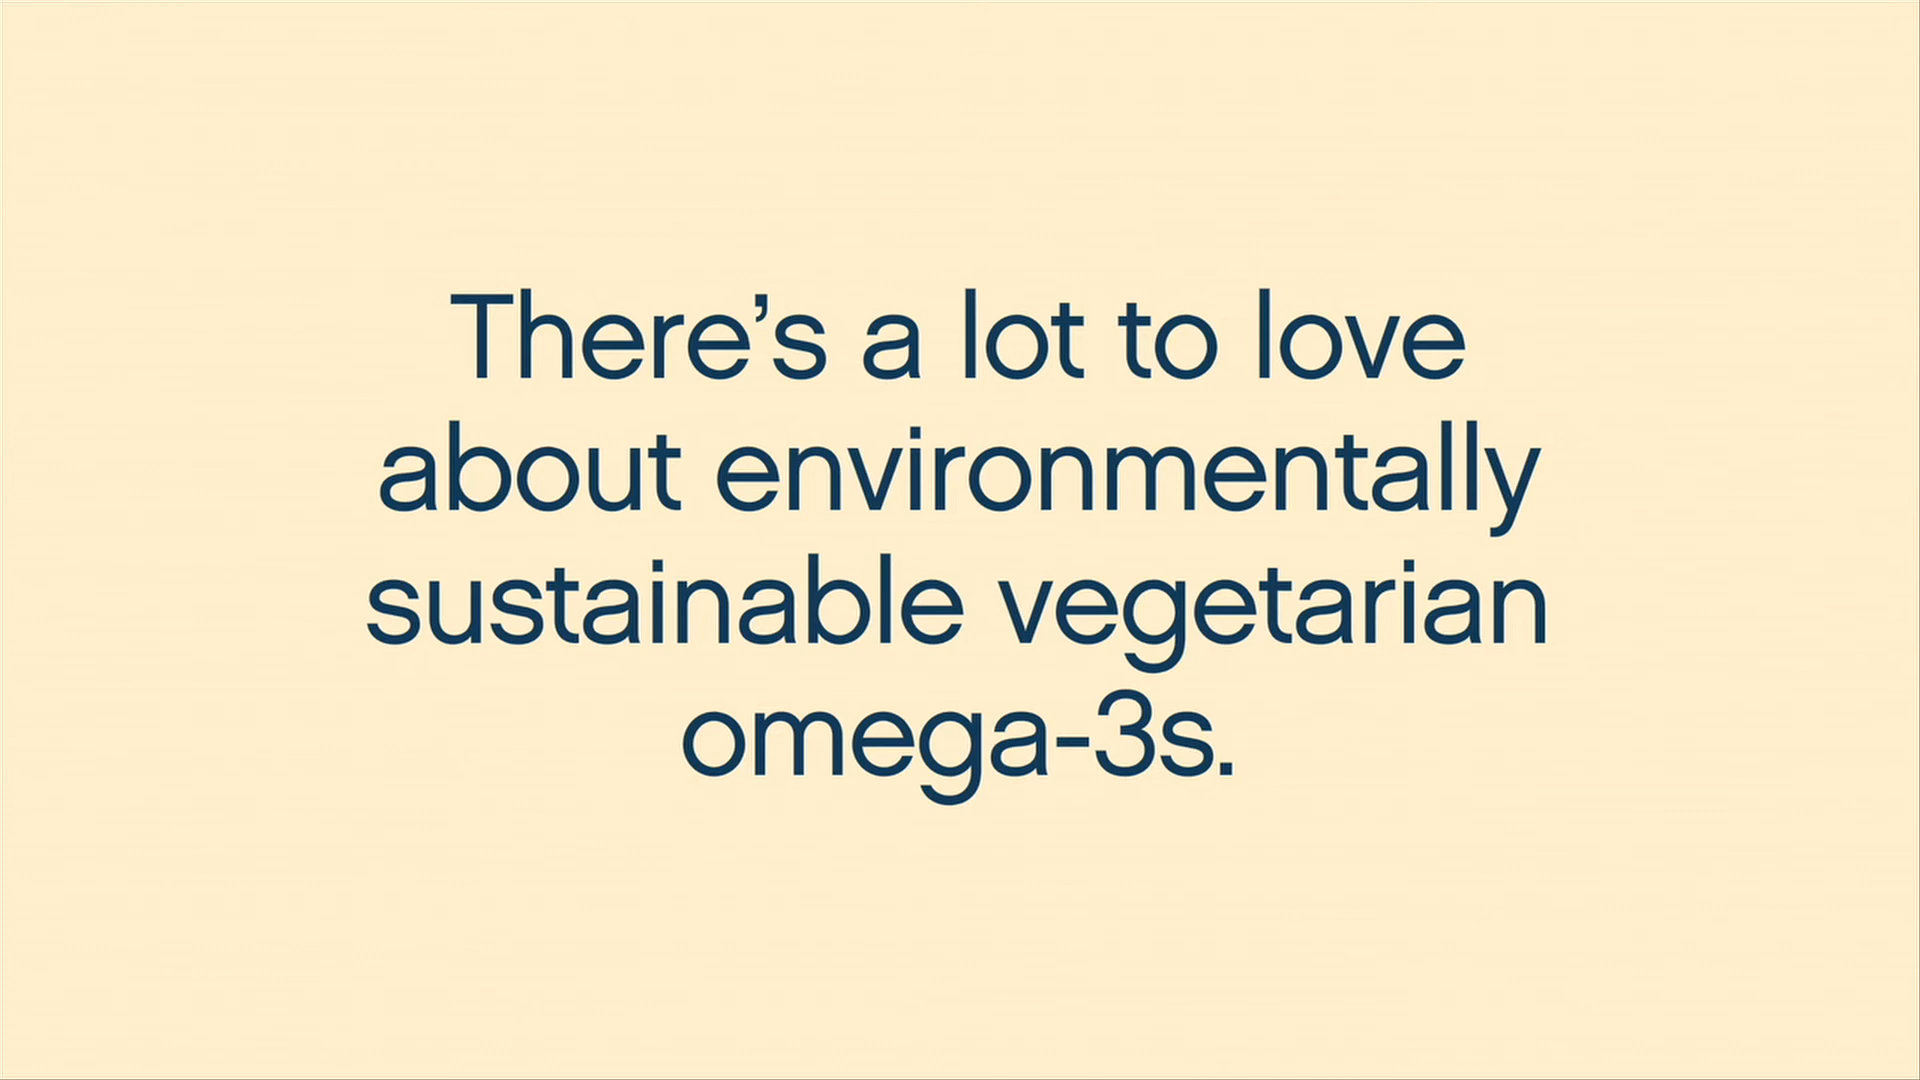 There’s a lot to love
about environmentally
sustainable vegetarian
omega-3s.